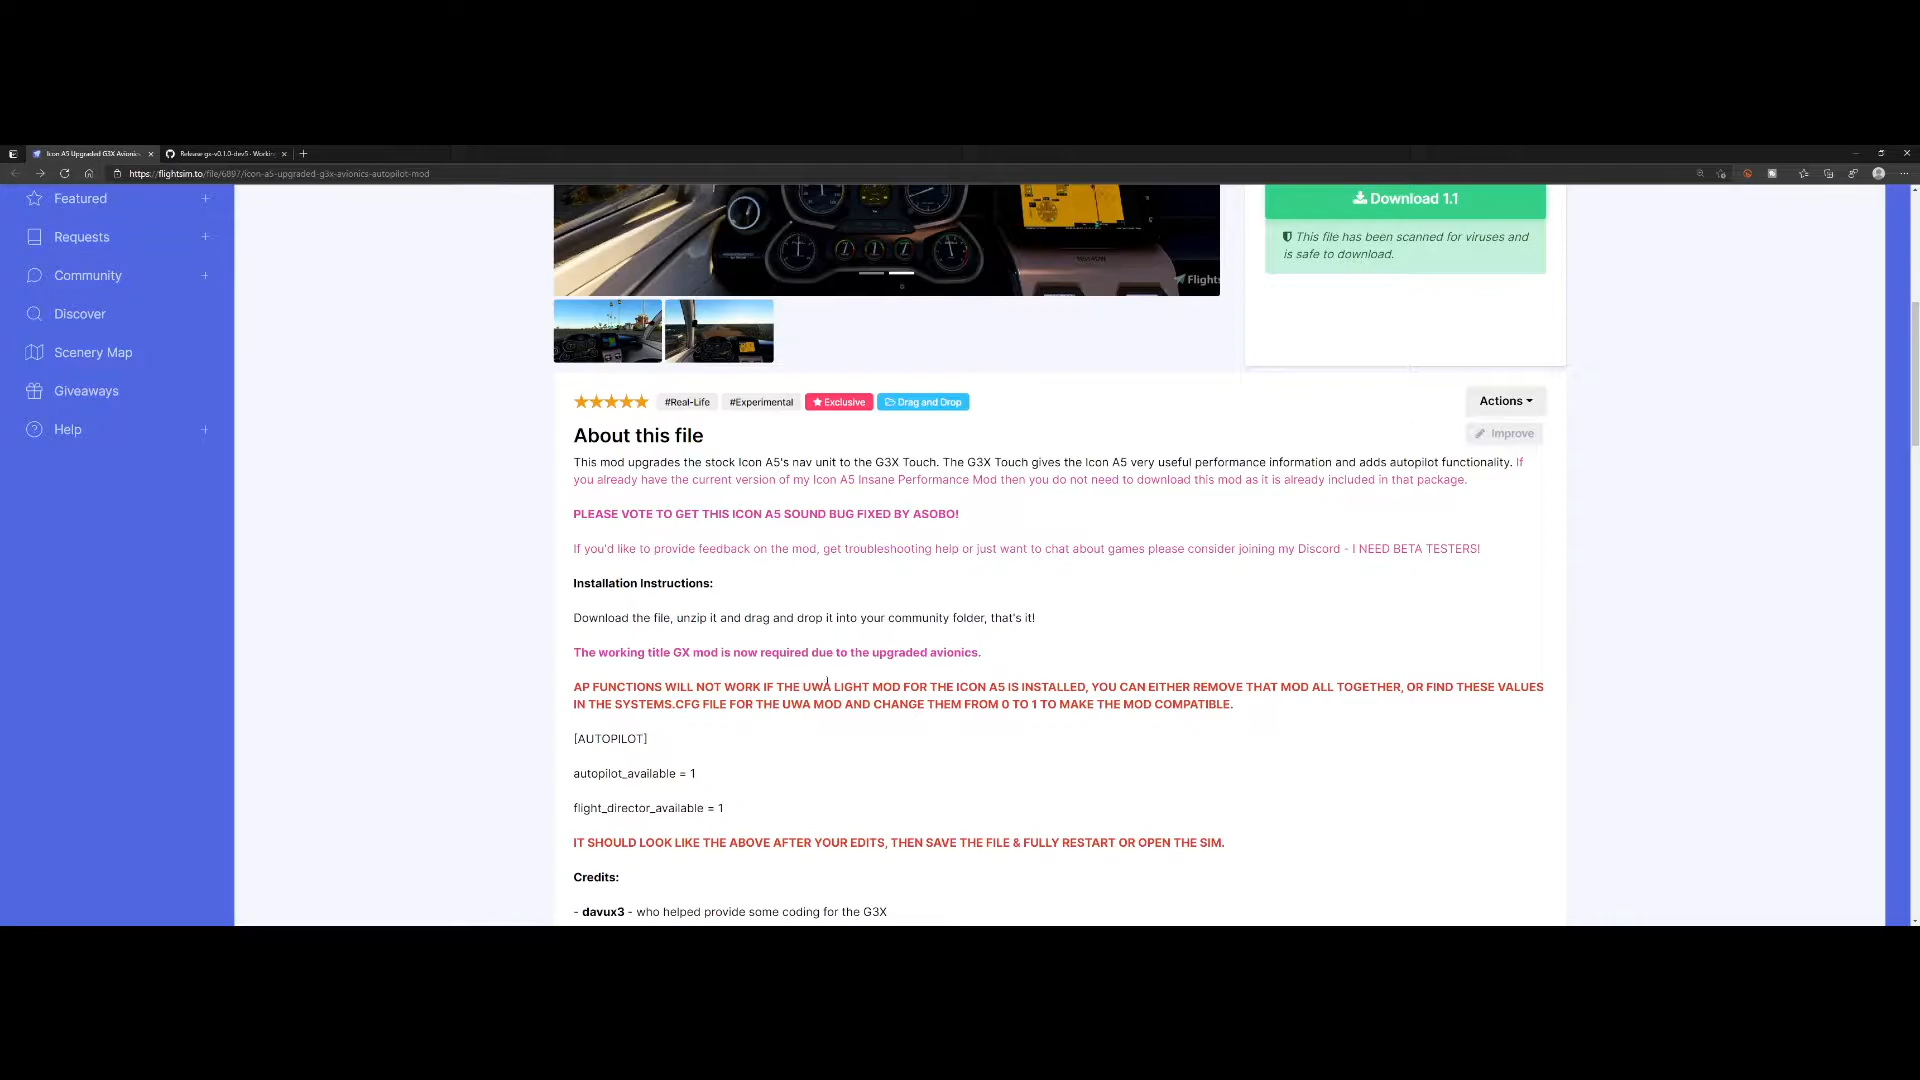 Icon A5 Upgraded G3X Avionics
Release gx-v0.1.0-dev5 · Workin
https://flightsim.to/file/6897/icon-a5-upgraded-g3x-avionics-autopilot-mod
Featured
Requests
Community
Discover
Scenery Map
Giveaways
Help
Flights
Download 1.1
This file has been scanned for viruses and
is safe to download.
#Real-Life #Experimental Exclusive Drag and Drop
Actions
Improve
About this file
This mod upgrades the stock Icon A5's nav unit to the G3X Touch. The G3X Touch gives the Icon A5 very useful performance information and adds autopilot functionality. If
you already have the current version of my Icon A5 Insane Performance Mod then you do not need to download this mod as it is already included in that package.
PLEASE VOTE TO GET THIS ICON A5 SOUND BUG FIXED BY ASOBO!
If you'd like to provide feedback on the mod, get troubleshooting help or just want to chat about games please consider joining my Discord - I NEED BETA TESTERS!
Installation Instructions:
Download the file, unzip it and drag and drop it into your community folder, that's it!
The working title GX mod is now required due to the upgraded avionics.
AP FUNCTIONS WILL NOT WORK IF THE UWA LIGHT MOD FOR THE ICON A5 IS INSTALLED, YOU CAN EITHER REMOVE THAT MOD ALL TOGETHER, OR FIND THESE VALUES
IN THE SYSTEMS.CFG FILE FOR THE UWA MOD AND CHANGE THEM FROM 0 TO 1 TO MAKE THE MOD COMPATIBLE.
[AUTOPILOT]
autopilot_available = 1
flight_director_available = 1
IT SHOULD LOOK LIKE THE ABOVE AFTER YOUR EDITS, THEN SAVE THE FILE & FULLY RESTART OR OPEN THE SIM.
Credits:
- davux3 - who helped provide some coding for the G3X